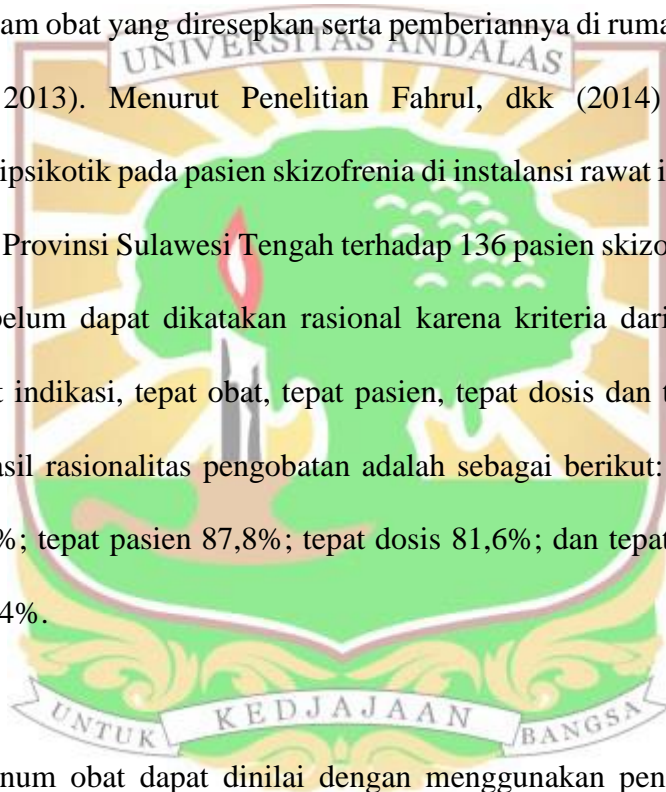 am obat yang diresepkan serta pemberiannya di ruma
UNIVERSITAS ANDALAS
2013). Menurut Penelitian Fahrul, dkk (2014)
ipsikotik pada pasien skizofrenia di instalansi rawat i
Provinsi Sulawesi Tengah terhadap 136 pasien skizo
belum dapat dikatakan rasional karena kriteria dari
t indikasi, tepat obat, tepat pasien, tepat dosis dan t
asil rasionalitas pengobatan adalah sebagai berikut:
%; tepat pasien 87,8%; tepat dosis 81,6%; dan tepat
4%.
UNTUK KEDJAJAAN BANGSA
num obat dapat dinilai dengan menggunakan pen